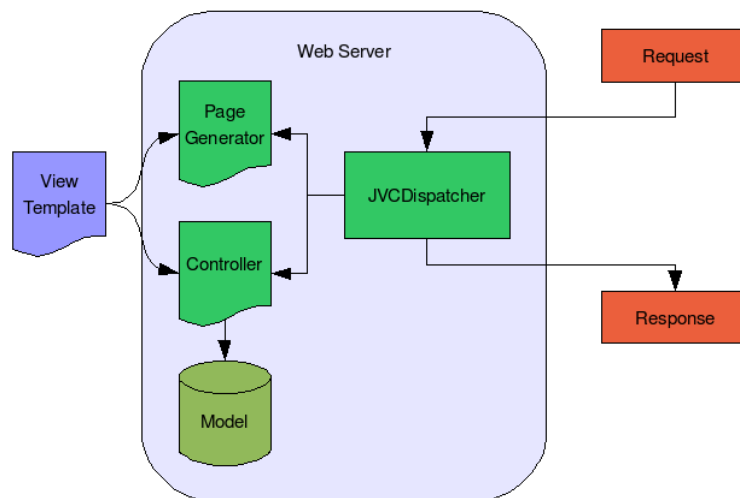 Web Server
Request
Page
Generator
View
Template
JVCDispatcher
Controller
Response
Model